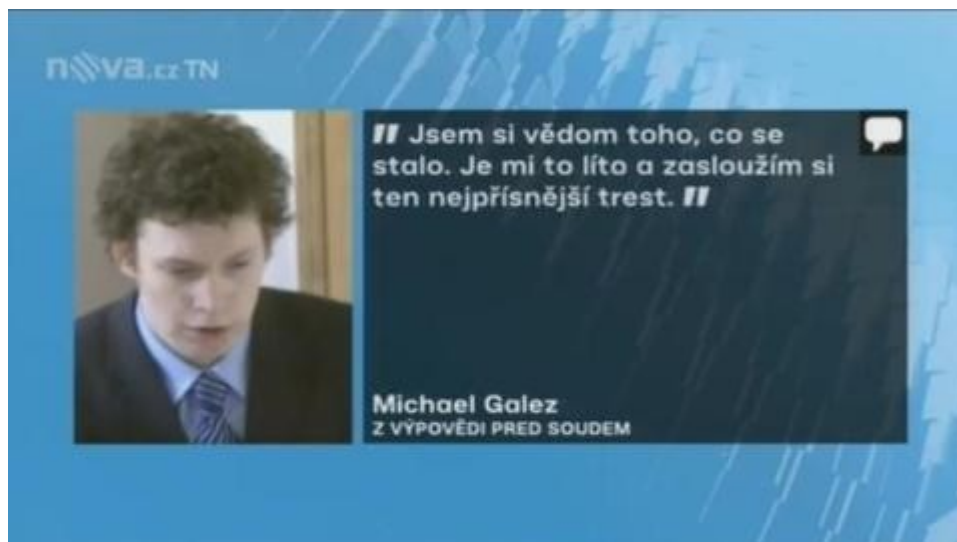 nova.cz TN
" Jsem si vědom toho, co se
stalo. Je mi to líto a zasloužím si
ten nejpřísnější trest. "
Michael Galez
Z VÝPOVĚDI PRED SOUDEM